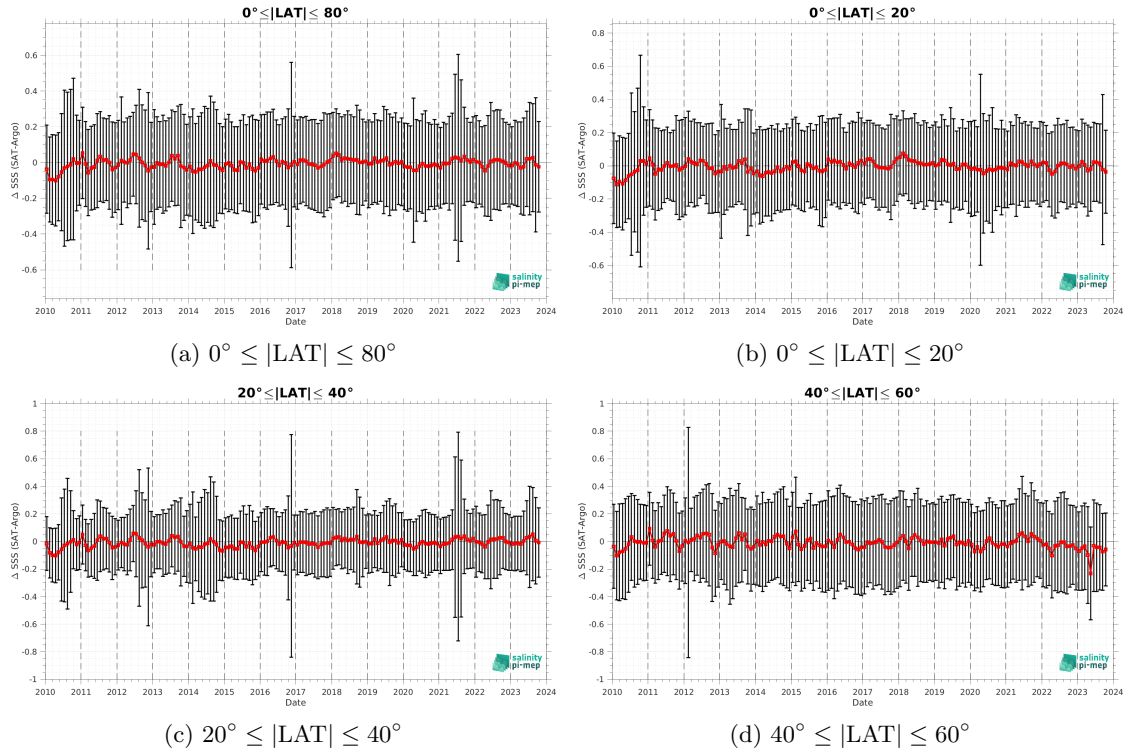 0°≤|LAT|≤ 80°
Δ SSS (SAT-Argo)
0.6
0.4
0.2
0
-0.2
-0.4
-0.6
salinity
pi-mep
2010 2011 2012 2013 2014 2015 2016 2017 2018 2019 2020 2021 2022 2023 2024
Date
(a) 0° ≤ |LAT| ≤ 80°
0°≤|LAT|≤ 20°
Δ SSS (SAT-Argo)
0.8
0.6
0.4
0.2
0
-0.2
-0.4
-0.6
salinity
pi-mep
2010 2011 2012 2013 2014 2015 2016 2017 2018 2019 2020 2021 2022 2023 2024
Date
(b) 0° ≤ |LAT| ≤ 20°
20°≤|LAT|≤ 40°
Δ SSS (SAT-Argo)
1
0.8
0.6
0.4
0.2
0
-0.2
-0.4
-0.6
-0.8
-1
salinity
pi-mep
2010 2011 2012 2013 2014 2015 2016 2017 2018 2019 2020 2021 2022 2023 2024
Date
(c) 20° ≤ |LAT| ≤ 40°
40°≤|LAT|≤ 60°
Δ SSS (SAT-Argo)
1
0.8
0.6
0.4
0.2
0
-0.2
-0.4
-0.6
-0.8
-1
salinity
pi-mep
2010 2011 2012 2013 2014 2015 2016 2017 2018 2019 2020 2021 2022 2023 2024
Date
(d) 40° ≤ |LAT| ≤ 60°